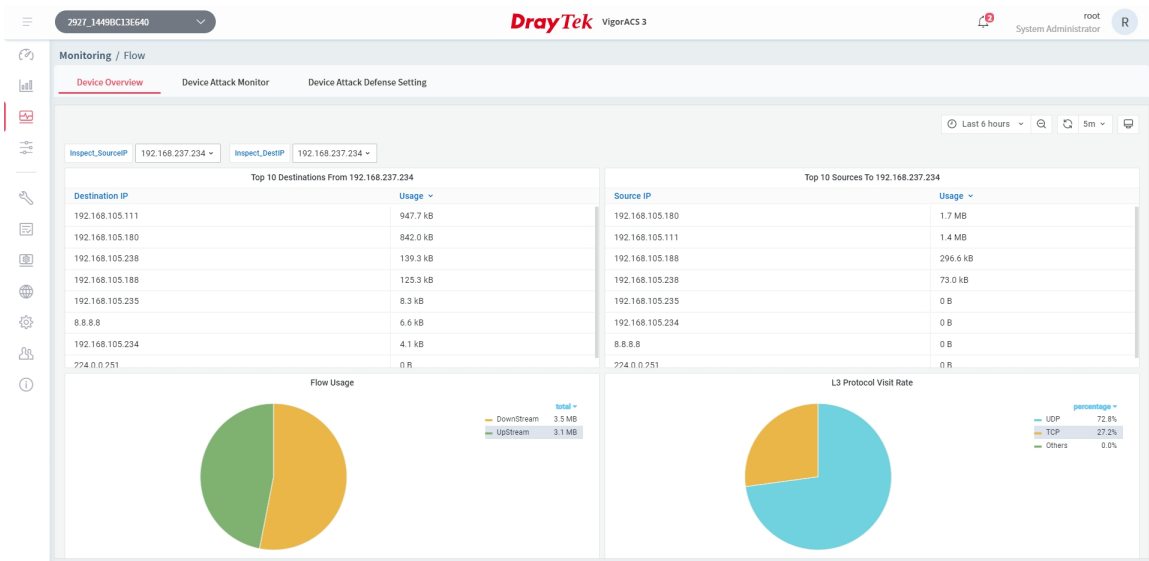 2927_1449BC13E640
DrayTek VigorACS 3
2
root
System Administrator
R
Monitoring / Flow
Device Overview Device Attack Monitor Device Attack Defense Setting
Last 6 hours 5m
Inspect_SourceIP 192.168.237.234 Inspect_DestIP 192.168.237.234
Top 10 Destinations From 192.168.237.234
Destination IP Usage
192.168.105.111 947.7 kB
192.168.105.180 842.0 kB
192.168.105.238 139.3 kB
192.168.105.188 125.3 kB
192.168.105.235 8.3 kB
8.8.8.8 6.6 kB
192.168.105.234 4.1 kB
224.0.0.251 0 B
Top 10 Sources To 192.168.237.234
Source IP Usage
192.168.105.180 1.7 MB
192.168.105.111 1.4 MB
192.168.105.188 296.6 kB
192.168.105.238 73.0 kB
192.168.105.235 0 B
192.168.105.234 0 B
8.8.8.8 0 B
224.0.0.251 0 B
Flow Usage
total
DownStream 3.5 MB
UpStream 3.1 MB
L3 Protocol Visit Rate
percentage
UDP 72.8%
TCP 27.2%
Others 0.0%